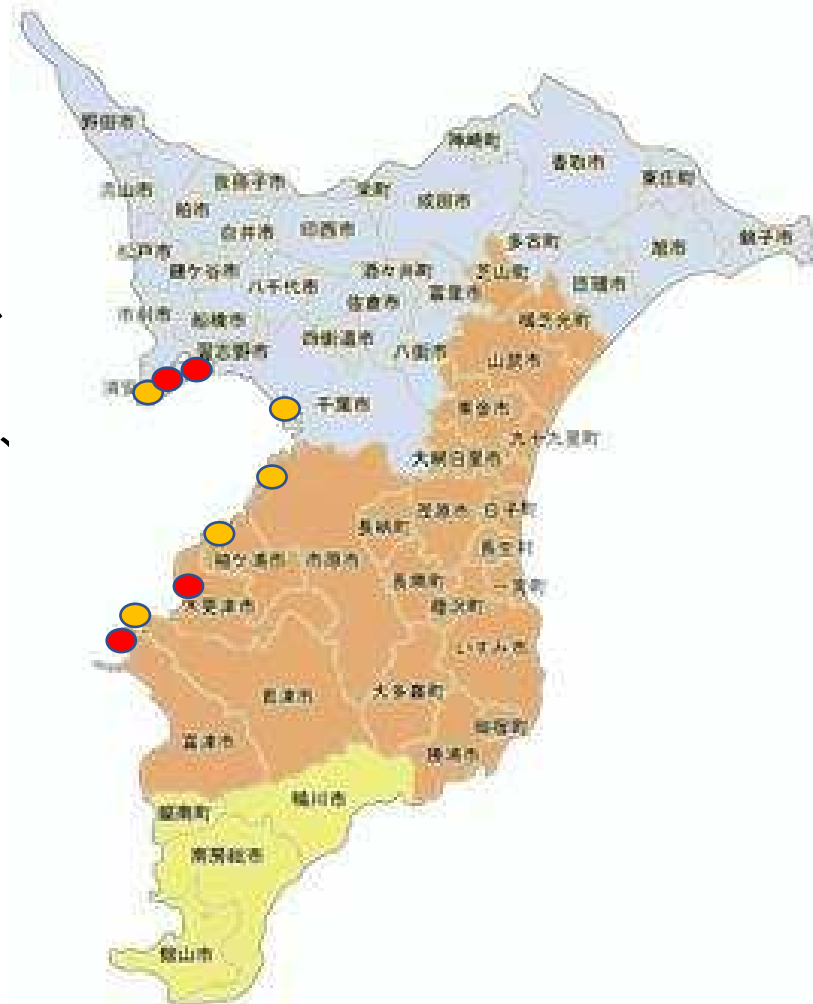 野田市
神崎町
香取市
東庄町
流山市
我孫子市
栄町
成田市
柏市
白井市
印西市
多古町
旭市
銚子市
松戸市
鎌ケ谷市
酒々井町
芝山町
八千代市
富里市
匝瑳市
佐倉市
市川市
船橋市
横芝光町
四街道市
習志野市
八街市
山武市
千葉市
東金市
九十九里町
大網白里市
茂原市
白子町
長柄町
長生村
袖ケ浦市
市原市
長南町
一宮町
木更津市
睦沢町
いすみ市
君津市
大多喜町
御宿町
富津市
勝浦市
鴨川市
鋸南町
南房総市
館山市